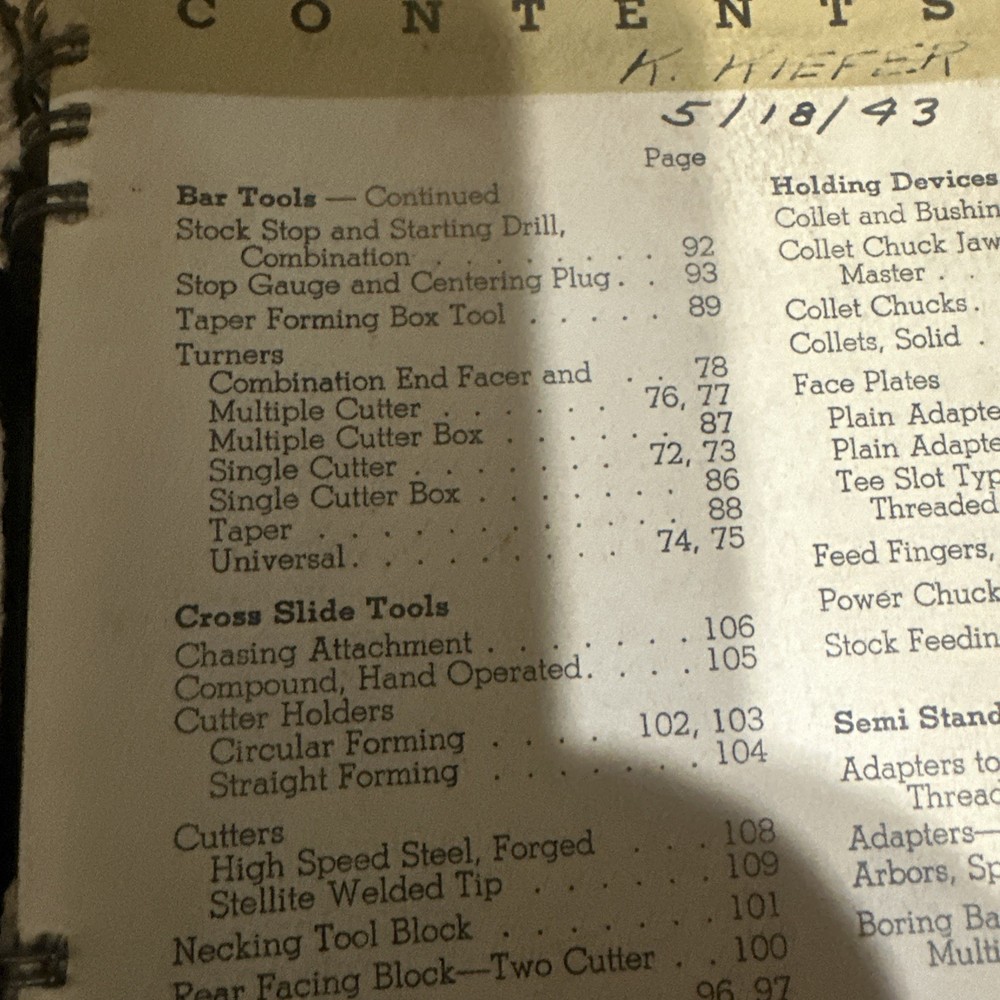 CONTENTS
K. KIEFER
5/18/43
Page
Bar Tools — Continued
Stock Stop and Starting Drill,
Combination . . . . . . . . 92
Stop Gauge and Centering Plug . . 93
Taper Forming Box Tool . . . . . 89
Turners
Combination End Facer and . . 78
Multiple Cutter . . . . . . 76, 77
Multiple Cutter Box . . . . . . 87
Single Cutter . . . . . . . 72, 73
Single Cutter Box . . . . . . . 86
Taper . . . . . . . . . . . 88
Universal . . . . . . . . 74, 75
Cross Slide Tools
Chasing Attachment . . . . . . . 106
Compound, Hand Operated . . . . 105
Cutter Holders
Circular Forming . . . . 102, 103
Straight Forming . . . . . . . 104
Cutters
High Speed Steel, Forged . . . 108
Stellite Welded Tip . . . . . . 109
Necking Tool Block . . . . . . 101
Rear Facing Block—Two Cutter . . 100
96, 97
Holding Devices
Collet and Bushin
Collet Chuck Jaw
Master . .
Collet Chucks .
Collets, Solid .
Face Plates
Plain Adapte
Plain Adapte
Tee Slot Typ
Threaded
Feed Fingers,
Power Chuck
Stock Feedin
Semi Stand
Adapters to
Threac
Adapters—
Arbors, Sp
Boring Ba
Multi